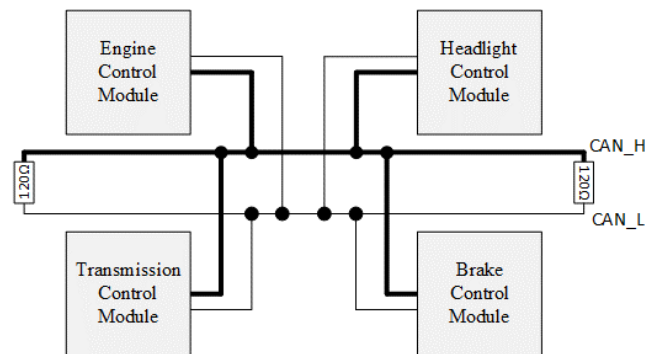 Engine
Control
Module
Headlight
Control
Module
CAN_H
120Ω
120Ω
CAN_L
Transmission
Control
Module
Brake
Control
Module